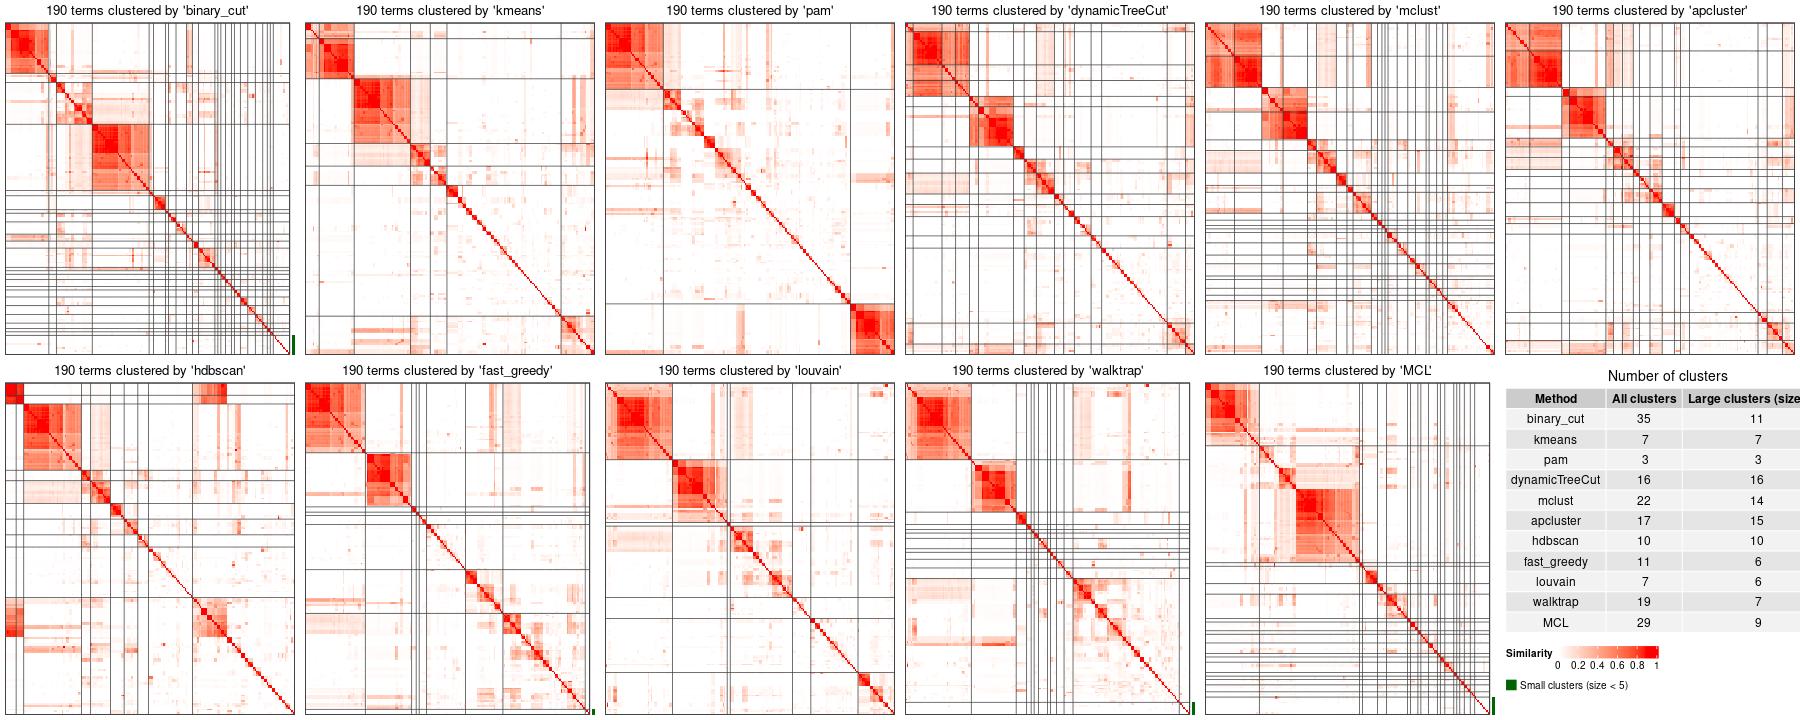 190 terms clustered by 'binary_cut'
190 terms clustered by 'kmeans'
190 terms clustered by 'pam'
190 terms clustered by 'dynamicTreeCut'
190 terms clustered by 'mclust'
190 terms clustered by 'apcluster'
190 terms clustered by 'hdbscan'
190 terms clustered by 'fast_greedy'
190 terms clustered by 'louvain'
190 terms clustered by 'walktrap'
190 terms clustered by 'MCL'
Number of clusters
Method All clusters Large clusters (size
binary_cut 35 11
kmeans 7 7
pam 3 3
dynamicTreeCut 16 16
mclust 22 14
apcluster 17 15
hdbscan 10 10
fast_greedy 11 6
louvain 7 6
walktrap 19 7
MCL 29 9
Similarity
0 0.2 0.4 0.6 0.8 1
Small clusters (size < 5)